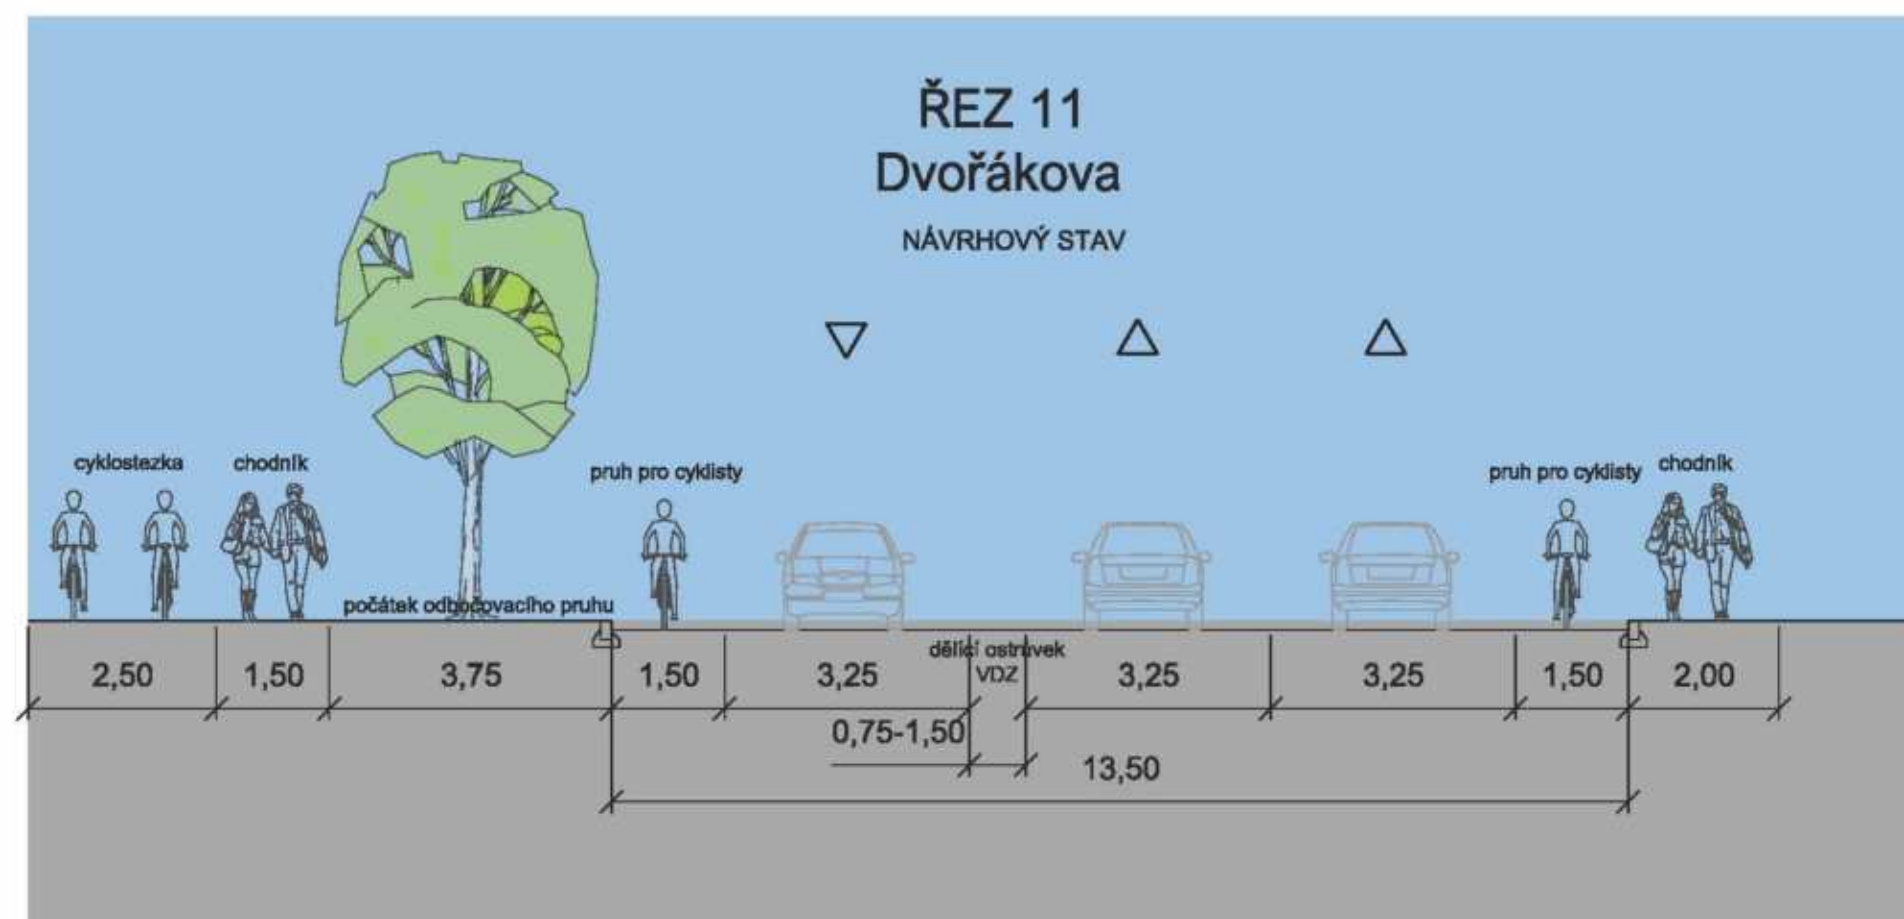 ŘEZ 11
Dvořákova
NÁVRHOVÝ STAV
cyklostezka
chodník
pruh pro cyklisty
pruh pro cyklisty
chodník
počátek odbočovacího pruhu
dělící ostrůvek
VDZ
2,50
1,50
3,75
1,50
3,25
3,25
3,25
1,50
2,00
0,75-1,50
13,50